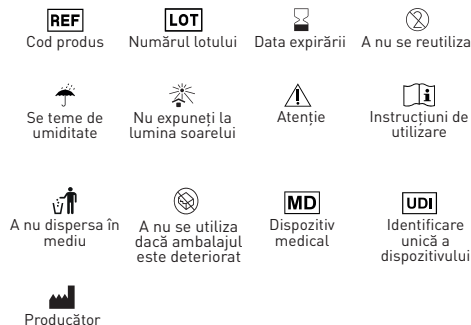 REF
LOT
Cod produs
Numărul lotului
Data expirării
A nu se reutiliza
2
Se teme de
umiditate
Nu expuneți la
lumina soarelui
Atenție
Instrucțiuni de
utilizare
i
A nu dispersa în
mediu
A nu se utiliza
dacă ambalajul
este deteriorat
MD
Dispozitiv
medical
UDI
Identificare
unică a
dispozitivului
Producător